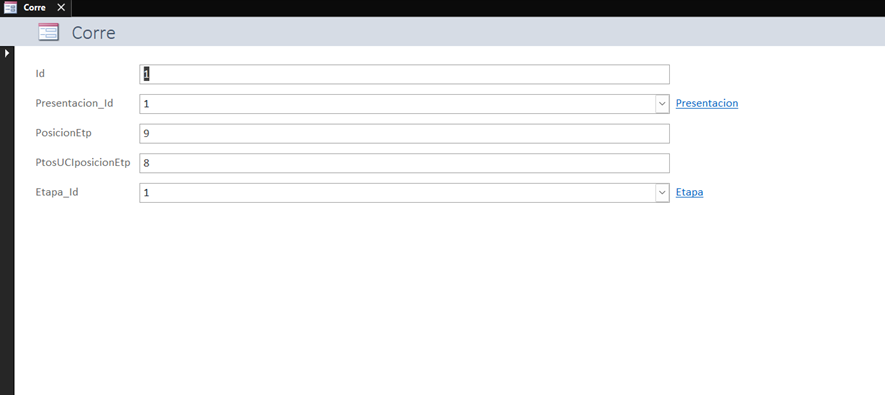 Corre
Corre
Id 1
Presentacion_Id 1 Presentacion
PosicionEtp 9
PtosUCIposicionEtp 8
Etapa_Id 1 Etapa